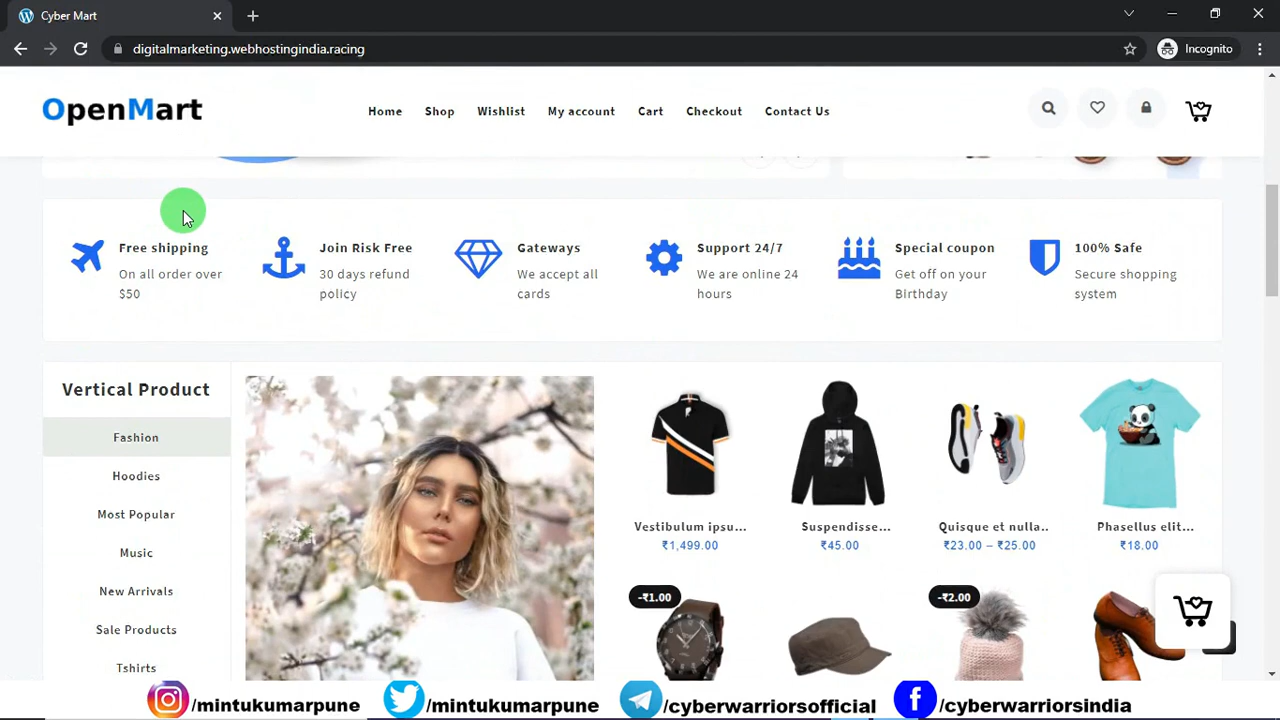 Cyber Mart
digitalmarketing.webhostingindia.racing
Incognito
OpenMart
Home Shop Wishlist My account Cart Checkout Contact Us
Free shipping
On all order over
$50
Join Risk Free
30 days refund
policy
Gateways
We accept all
cards
Support 24/7
We are online 24
hours
Special coupon
Get off on your
BIrthday
100% Safe
Secure shopping
system
Vertical Product
Fashion
Hoodies
Most Popular
Music
New Arrivals
Sale Products
Tshirts
Vestibulum ipsu...
₹1,499.00
Suspendisse...
₹45.00
Quisque et nulla..
₹23.00 – ₹25.00
Phasellus elit...
₹18.00
-₹1.00
-₹2.00
/mintukumarpune /mintukumarpune /cyberwarriorsofficial /cyberwarriorsindia